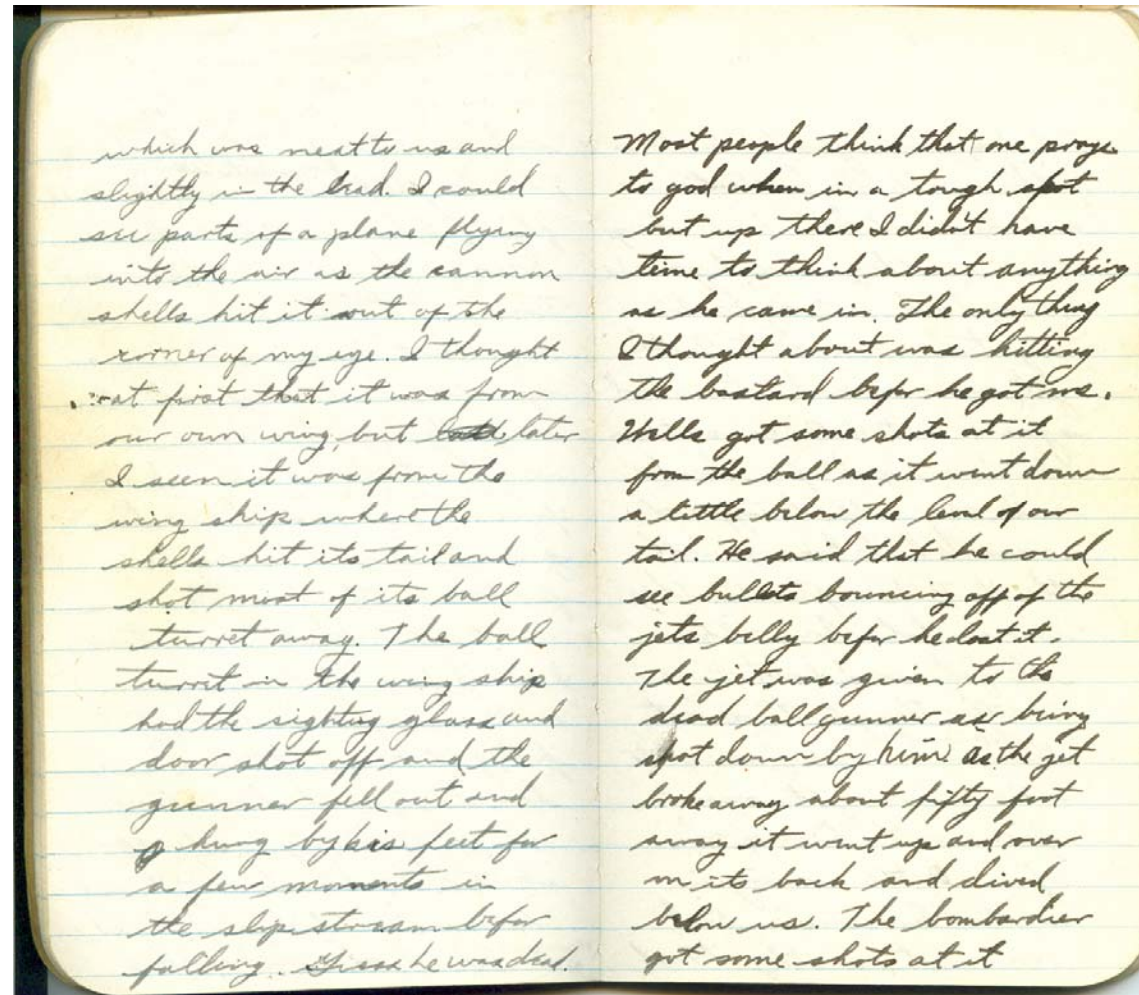 which was next to us and
slightly in the lead. I could
see parts of a plane flying
into the air as the cannon
shells hit it out of the
corner of my eye. I thought
at first that it was from
our own wing, but later
I seen it was from the
wing ship where the
shells hit its tail and
shot most of its ball
turret away. The ball
turret in the wing ship
had the sighting glass and
door shot off and the
gunner fell out and
hung by his feet for
a few moments in
the slip stream befor
falling. Guess he was dead.
Most people think that one prays
to god when in a tough spot
but up there I didn't have
time to think about anything
as he came in. The only thing
I thought about was hitting
the bastard befor he got me.
Wells got some shots at it
from the ball as it went down
a little below the level of our
tail. He said that he could
see bullets bouncing off of the
jets belly befor he lost it.
The jet was given to the
dead ball gunner as being
shot down by him. As the jet
broke away about fifty foot
away it went up and over
on its back and dived
below us. The bombardier
got some shots at it